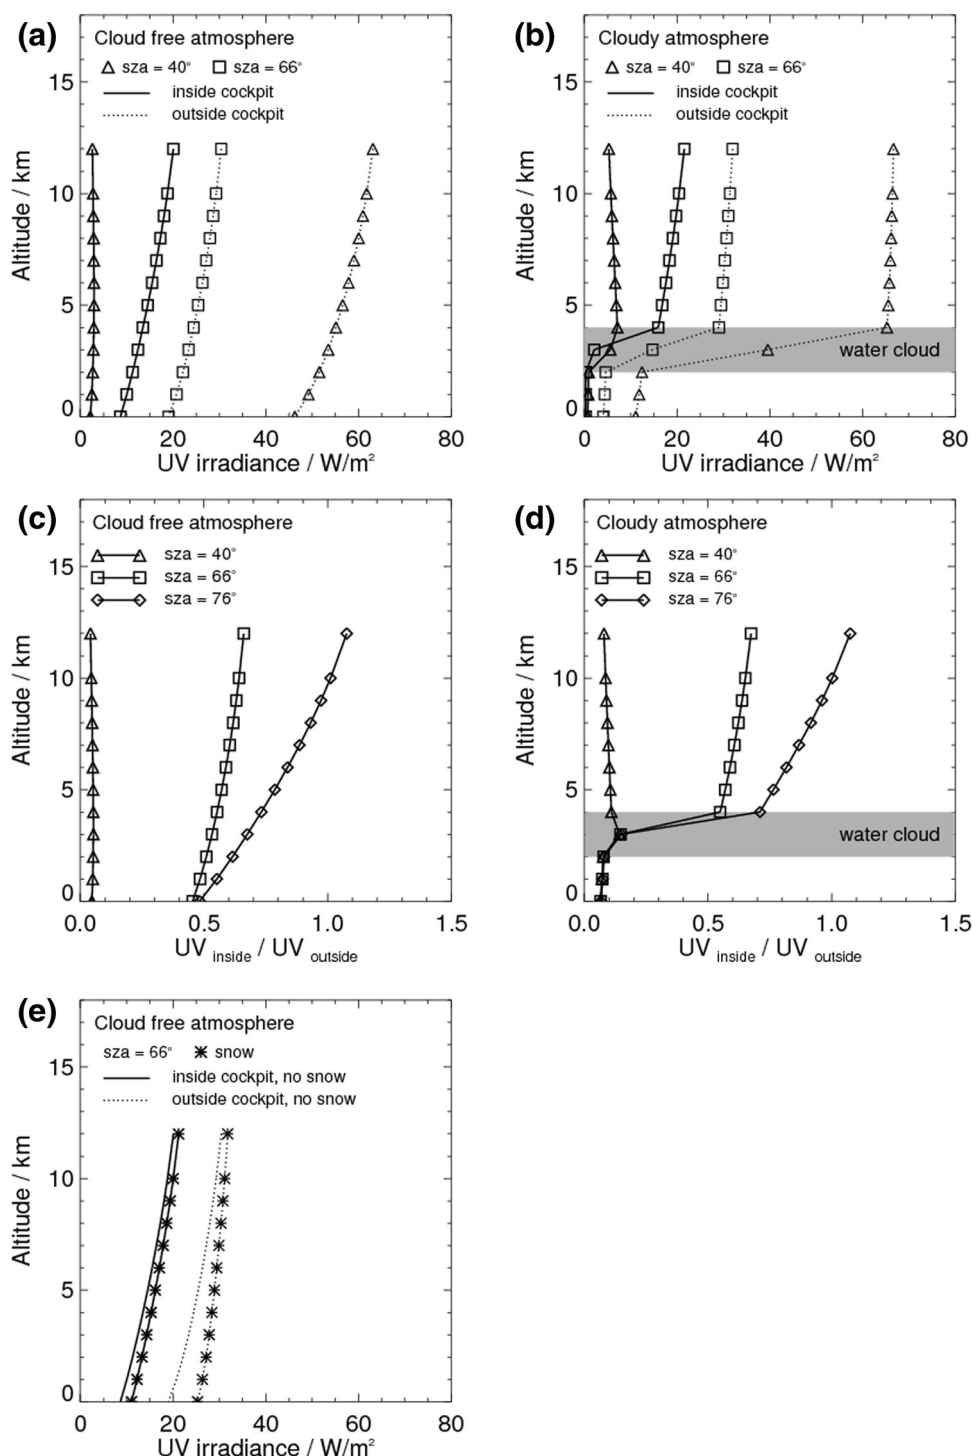 (a)
Cloud free atmosphere
△ sza = 40° □ sza = 66°
inside cockpit
outside cockpit
Altitude / km
15
10
5
0
0 20 40 60 80
UV irradiance / W/m²
(b)
Cloudy atmosphere
△ sza = 40° □ sza = 66°
inside cockpit
outside cockpit
Altitude / km
15
10
5
0
water cloud
0 20 40 60 80
UV irradiance / W/m²
(c)
Cloud free atmosphere
sza = 40°
sza = 66°
sza = 76°
Altitude / km
15
10
5
0
0.0 0.5 1.0 1.5
UV inside / UV outside
(d)
Cloudy atmosphere
sza = 40°
sza = 66°
sza = 76°
Altitude / km
15
10
5
0
water cloud
0.0 0.5 1.0 1.5
UV inside / UV outside
(e)
Cloud free atmosphere
sza = 66° ✳ snow
inside cockpit, no snow
outside cockpit, no snow
Altitude / km
15
10
5
0
0 20 40 60 80
UV irradiance / W/m²